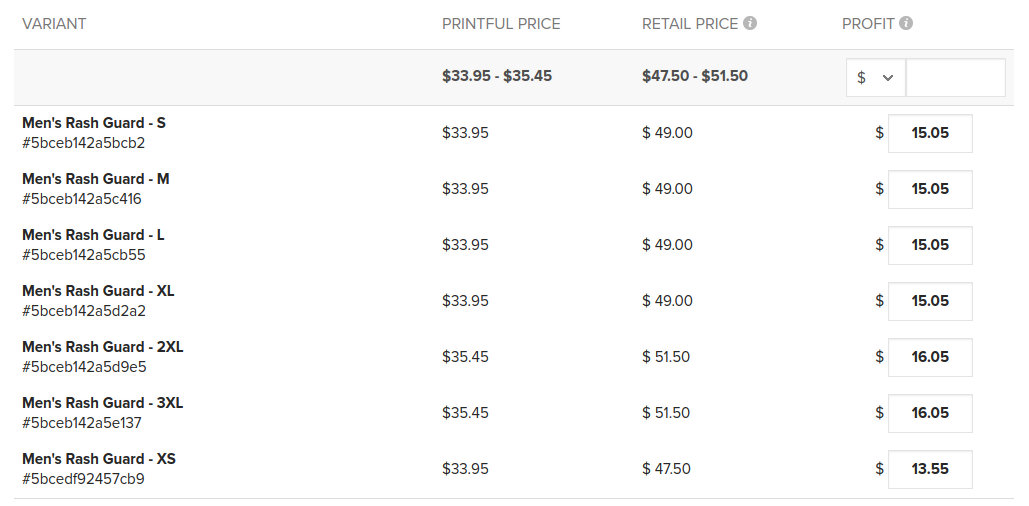 VARIANT PRINTFUL PRICE RETAIL PRICE PROFIT
$33.95 - $35.45 $47.50 - $51.50 $
Men's Rash Guard - S
#5bceb142a5bcb2 $33.95 $ 49.00 $ 15.05
Men's Rash Guard - M
#5bceb142a5c416 $33.95 $ 49.00 $ 15.05
Men's Rash Guard - L
#5bceb142a5cb55 $33.95 $ 49.00 $ 15.05
Men's Rash Guard - XL
#5bceb142a5d2a2 $33.95 $ 49.00 $ 15.05
Men's Rash Guard - 2XL
#5bceb142a5d9e5 $35.45 $ 51.50 $ 16.05
Men's Rash Guard - 3XL
#5bceb142a5e137 $35.45 $ 51.50 $ 16.05
Men's Rash Guard - XS
#5bcedf92457cb9 $33.95 $ 47.50 $ 13.55